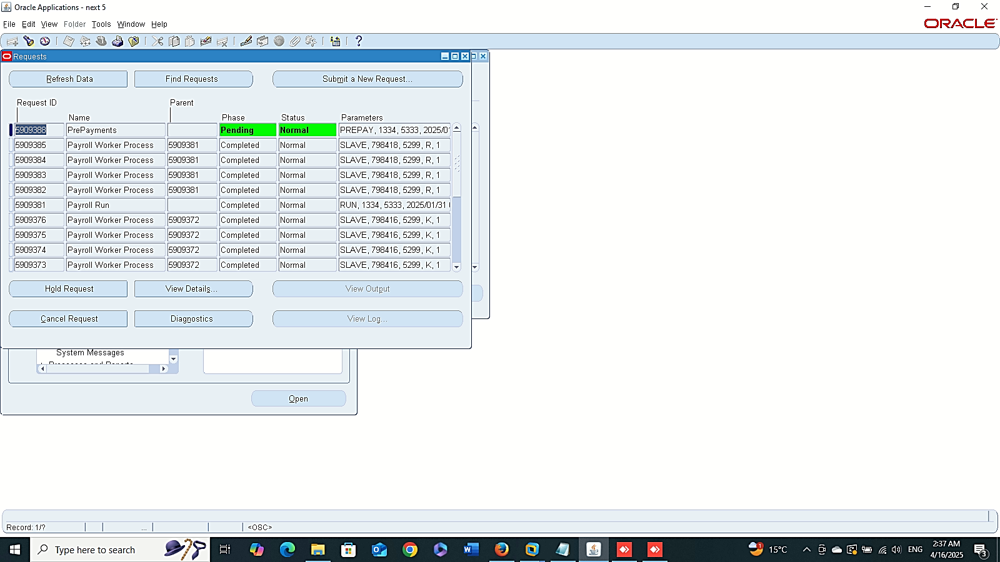 Oracle Applications - next 5
File Edit View Folder Tools Window Help
ORACLE
Requests
Refresh Data Find Requests Submit a New Request...
Request ID Parent
Name Phase Status Parameters
5909388 PrePayments Pending Normal PREPAY, 1334, 5333, 2025/01
5909385 Payroll Worker Process 5909381 Completed Normal SLAVE, 798418, 5299, R, 1
5909384 Payroll Worker Process 5909381 Completed Normal SLAVE, 798418, 5299, R, 1
5909383 Payroll Worker Process 5909381 Completed Normal SLAVE, 798418, 5299, R, 1
5909382 Payroll Worker Process 5909381 Completed Normal SLAVE, 798418, 5299, R, 1
5909381 Payroll Run Completed Normal RUN, 1334, 5333, 2025/01/31
5909376 Payroll Worker Process 5909372 Completed Normal SLAVE, 798416, 5299, K, 1
5909375 Payroll Worker Process 5909372 Completed Normal SLAVE, 798416, 5299, K, 1
5909374 Payroll Worker Process 5909372 Completed Normal SLAVE, 798416, 5299, K, 1
5909373 Payroll Worker Process 5909372 Completed Normal SLAVE, 798416, 5299, K, 1
Hold Request View Details... View Output
Cancel Request Diagnostics View Log...
System Messages
Processes and Reports
Open
Record: 1/? ... <OSC>
Type here to search 15°C ENG 2:37 AM
4/16/2025 3